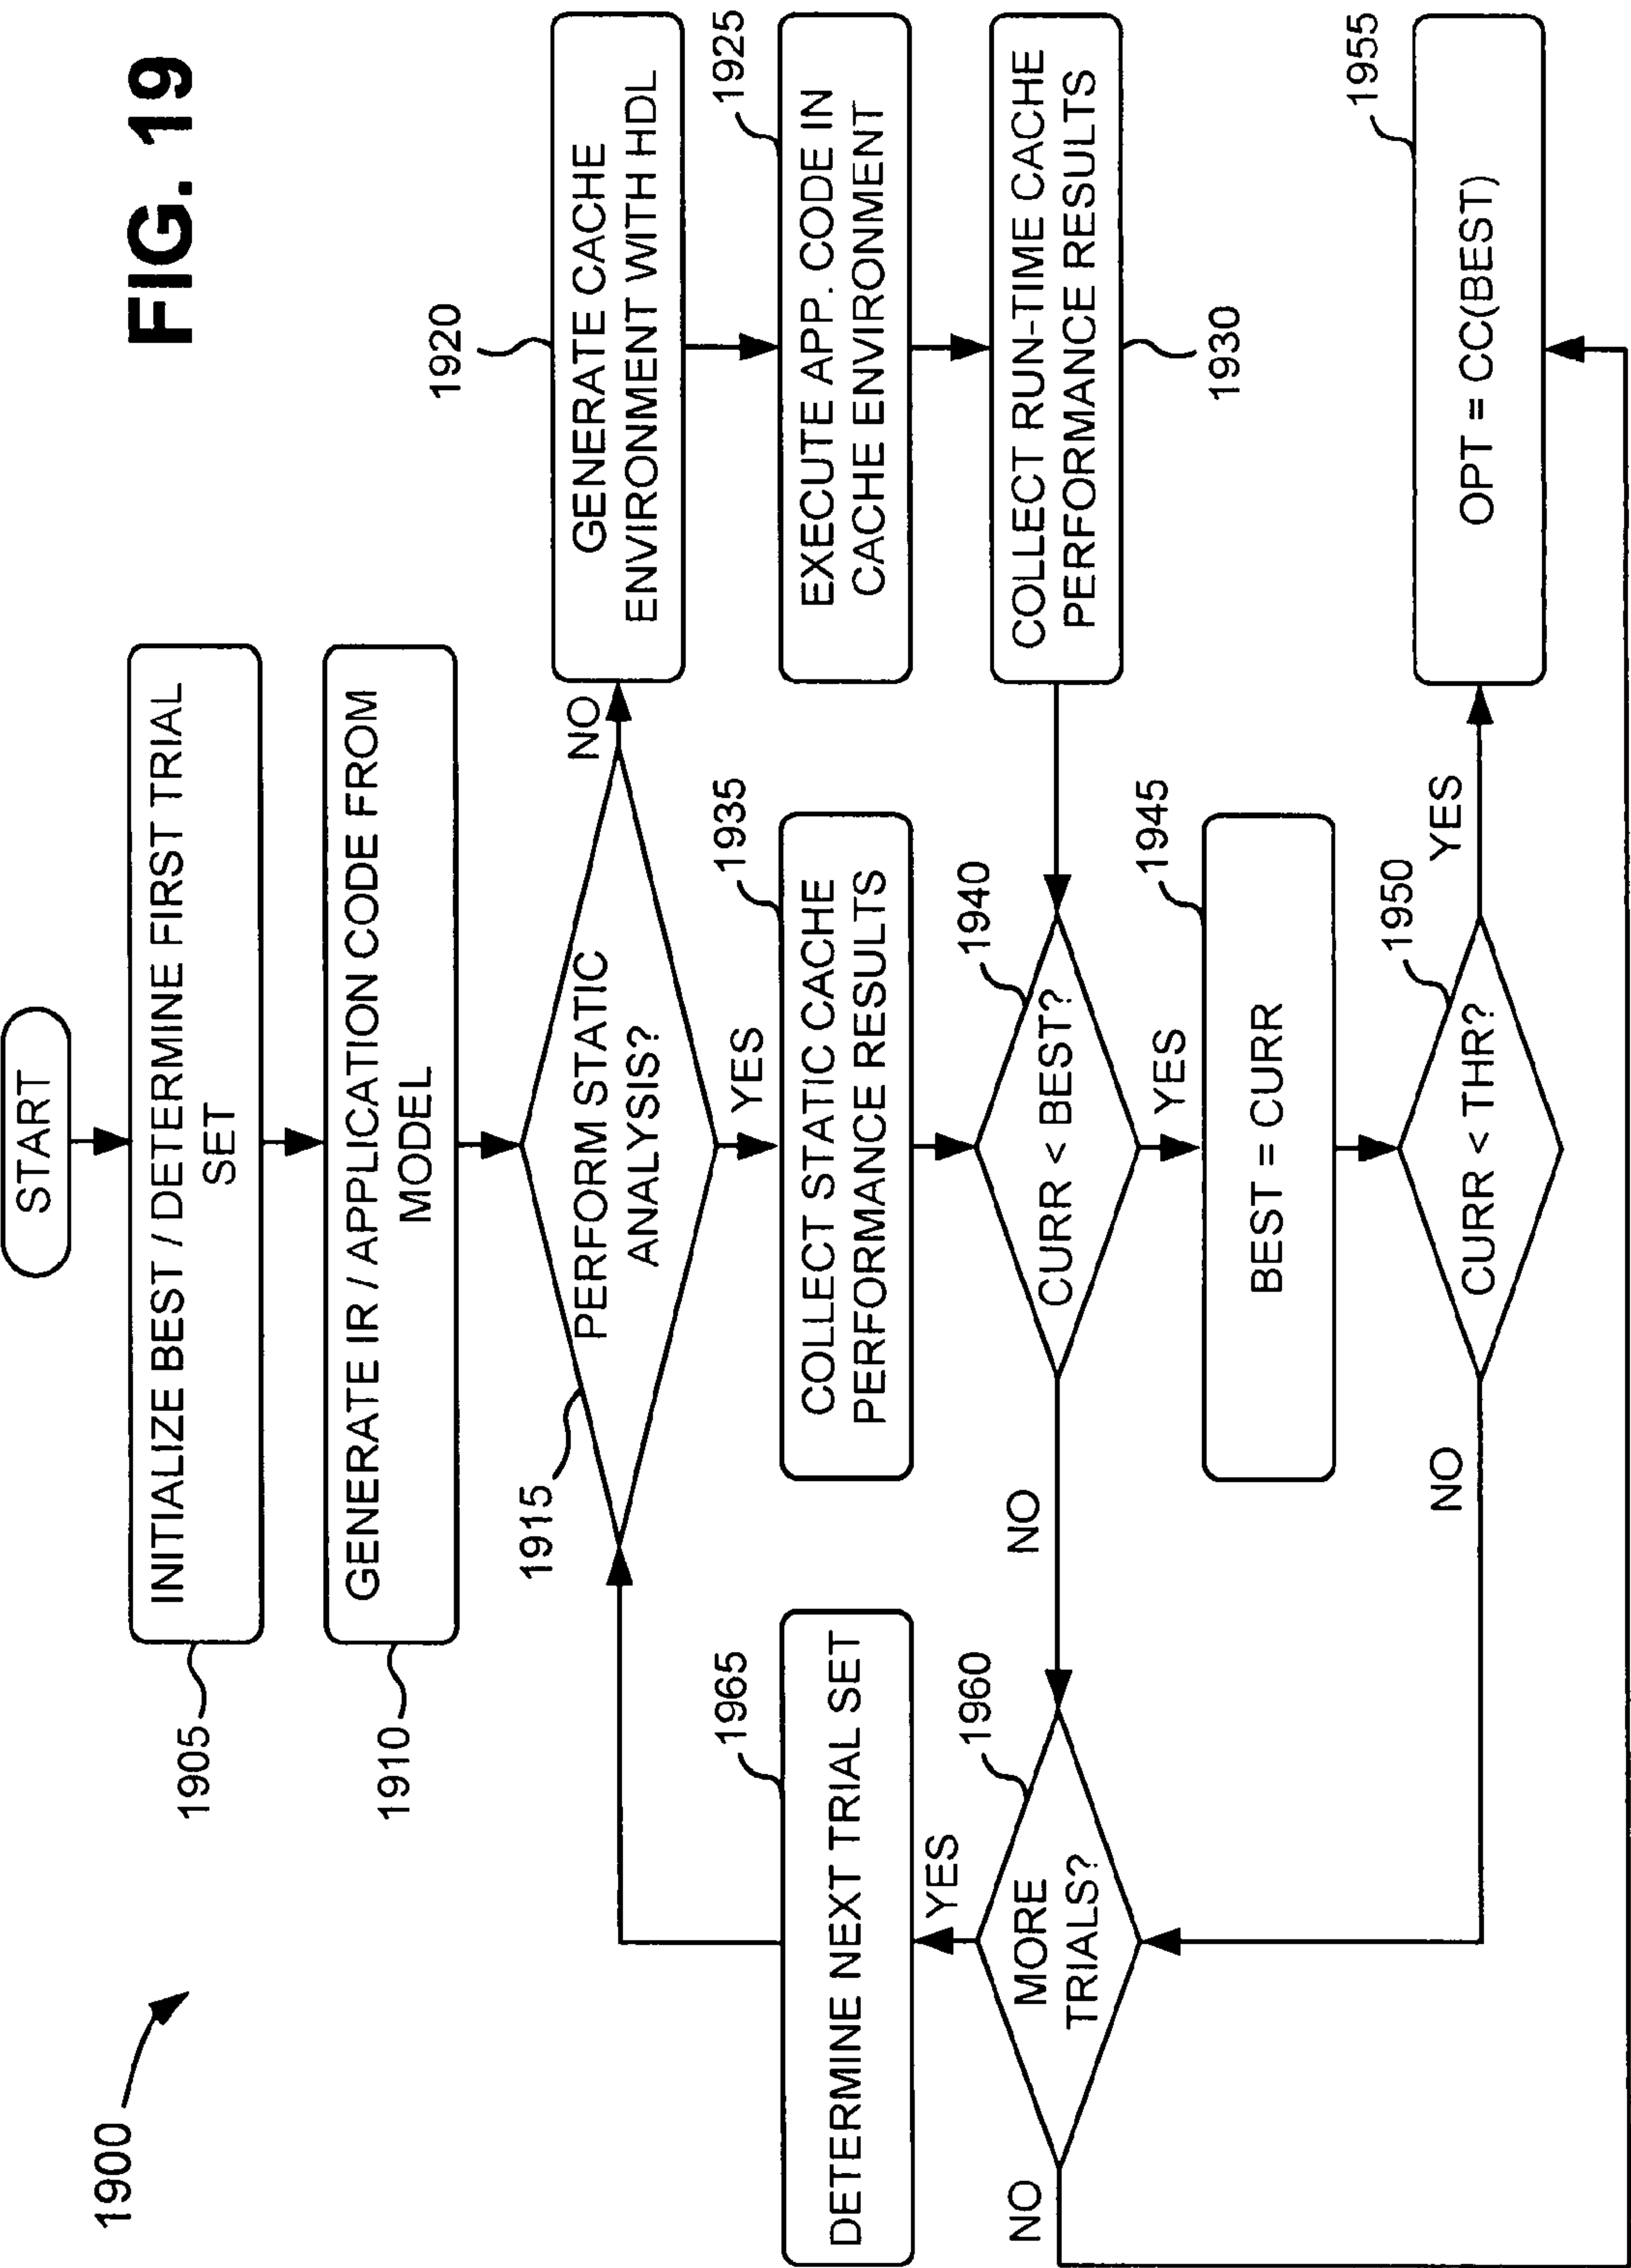 FIG. 19
1900
START
1905
INITIALIZE BEST / DETERMINE FIRST TRIAL
SET
1910
GENERATE IR / APPLICATION CODE FROM
MODEL
1915
PERFORM STATIC
ANALYSIS?
NO
YES
1920
GENERATE CACHE
ENVIRONMENT WITH HDL
1925
EXECUTE APP. CODE IN
CACHE ENVIRONMENT
COLLECT RUN-TIME CACHE
PERFORMANCE RESULTS
1930
1935
COLLECT STATIC CACHE
PERFORMANCE RESULTS
1940
CURR < BEST?
NO
YES
1945
BEST = CURR
1950
CURR < THR?
YES
NO
1955
OPT = CC(BEST)
1960
MORE
TRIALS?
YES
NO
1965
DETERMINE NEXT TRIAL SET